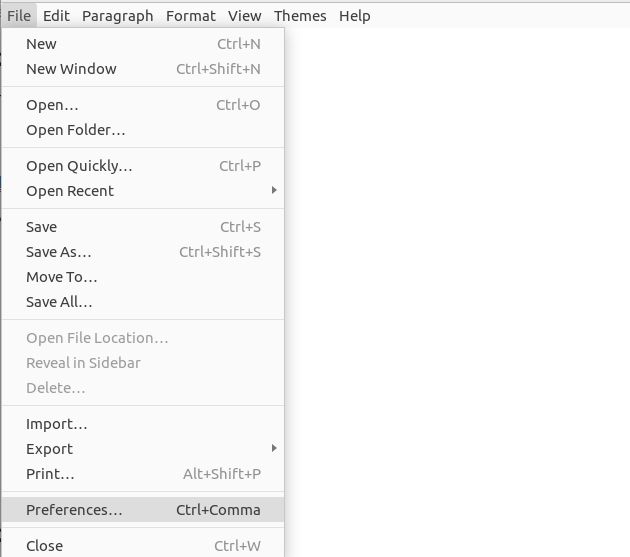 File Edit Paragraph Format View Themes Help
New Ctrl+N
New Window Ctrl+Shift+N
Open… Ctrl+O
Open Folder…
Open Quickly… Ctrl+P
Open Recent
Save Ctrl+S
Save As… Ctrl+Shift+S
Move To…
Save All…
Open File Location…
Reveal in Sidebar
Delete…
Import…
Export
Print… Alt+Shift+P
Preferences… Ctrl+Comma
Close Ctrl+W